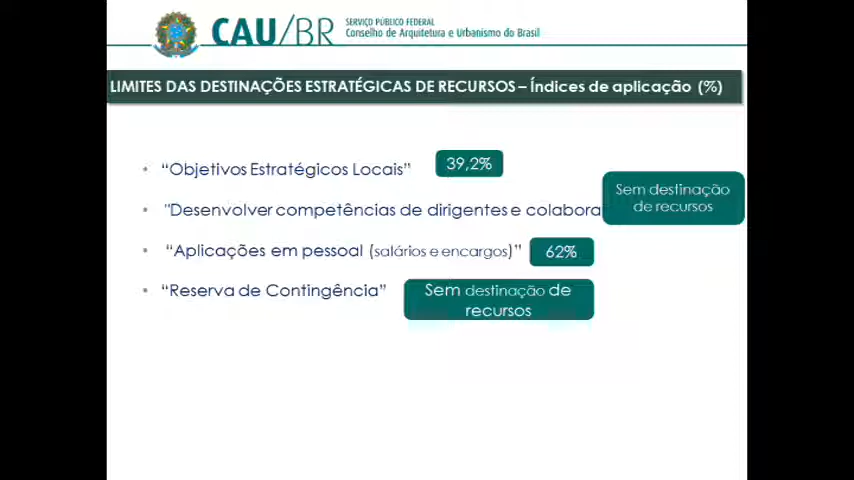 CAU/BR
SERVIÇO PÚBLICO FEDERAL
Conselho de Arquitetura e Urbanismo do Brasil
LIMITES DAS DESTINAÇÕES ESTRATÉGICAS DE RECURSOS – Índices de aplicação (%)
• “Objetivos Estratégicos Locais” 39,2%
• "Desenvolver competências de dirigentes e colabora
Sem destinação
de recursos
• “Aplicações em pessoal (salários e encargos)” 62%
• “Reserva de Contingência”
Sem destinação de
recursos